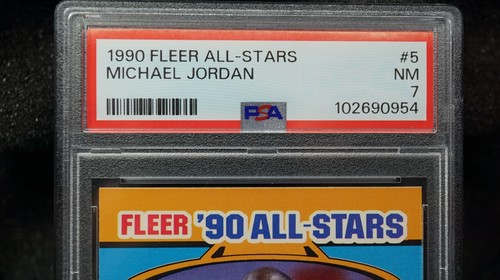 1990 FLEER ALL-STARS #5
MICHAEL JORDAN NM
7
PSA 102690954
FLEER '90 ALL-STARS